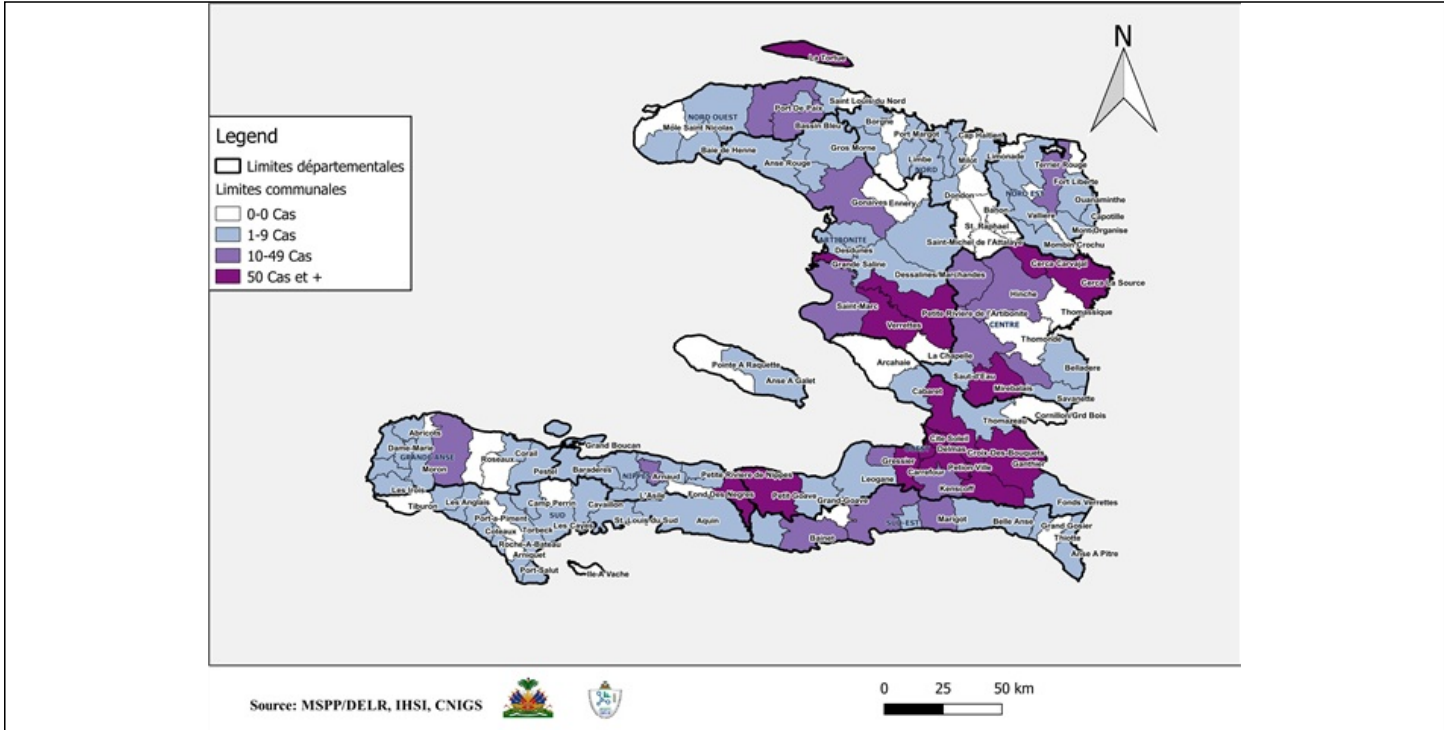 N
Legend
Limites départementales
Limites communales
0-0 Cas
1-9 Cas
10-49 Cas
50 Cas et +
La Tortue
Saint Louis du Nord
Port De Paix
NORD OUEST
Môle Saint Nicolas
Bassin Bleu
Borgne
Port Margot
Cap Haitien
Baie de Henne
Gros Morne
Anse Rouge
Limbe
NORD
Milot
Limonade
Terrier Rouge
Fort Liberte
NORD EST
Ouanaminthe
Gonaives
Ennery
Dondon
Bahon
Valliere
Capotille
Mont-Organise
St. Raphael
Saint-Michel de l'Attalaye
Mombin Crochu
ARTIBONITE
Desdunes
Grande Saline
Dessalines/Marchandes
Cerca Carvajal
Cerca La Source
Hinche
Thomassique
Saint-Marc
Petite Rivière de l'Artibonite
Verrettes
CENTRE
Thomonde
La Chapelle
Arcahaie
Pointe A Raquette
Anse A Galet
Saut-d'Eau
Belladere
Mirebalais
Cabaret
Savanette
Cornillon/Grd Bois
Thomazeau
Cite Soleil
Delmas
Croix-Des-Bouquets
Ganthier
Gressier
Carrefour
Petion-Ville
Kenscoff
Leogane
Fonds Verrettes
Abricots
Dame-Marie
GRANDE ANSE
Moron
Roseaux
Corail
Grand Boucan
Pestel
Baraderes
NIPPES
Arnaud
Petite Riviere de Nippes
L'Asile
Fond Des Negres
Petit Goave
Grand Goave
Les Irois
Tiburon
Les Anglais
Camp Perrin
Cavaillon
Port-a-Piment
SUD
Coteaux
Torbeck
Les Cayes
St. Louis du Sud
Aquin
Roche-A-Bateau
Arniquet
Port-Salut
Ile-A Vache
Bainet
SUD-EST
Marigot
Belle Anse
Grand Gosier
Thiotte
Anse A Pitre
Source: MSPP/DELR, IHSI, CNIGS
0 25 50 km